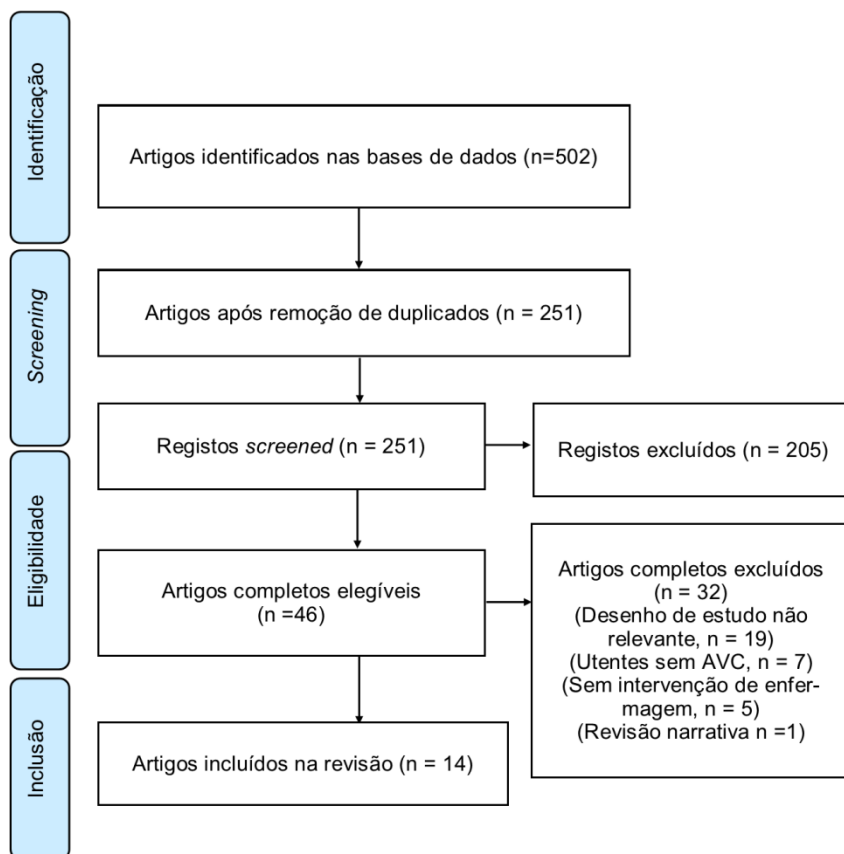 Identificação
Artigos identificados nas bases de dados (n=502)
Screening
Artigos após remoção de duplicados (n = 251)
Registos screened (n = 251)
Registos excluídos (n = 205)
Eligibilidade
Artigos completos elegíveis
(n =46)
Artigos completos excluídos
(n = 32)
(Desenho de estudo não
relevante, n = 19)
(Utentes sem AVC, n = 7)
(Sem intervenção de enfer-
magem, n = 5)
(Revisão narrativa n =1)
Inclusão
Artigos incluídos na revisão (n = 14)